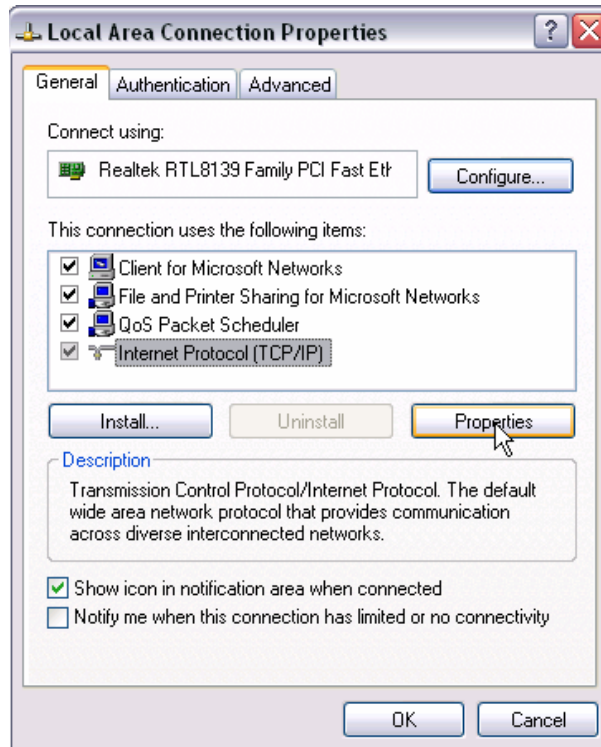 Local Area Connection Properties
General Authentication Advanced
Connect using:
Realtek RTL8139 Family PCI Fast Eth
Configure...
This connection uses the following items:
Client for Microsoft Networks
File and Printer Sharing for Microsoft Networks
QoS Packet Scheduler
Internet Protocol (TCP/IP)
Install... Uninstall Properties
Description
Transmission Control Protocol/Internet Protocol. The default
wide area network protocol that provides communication
across diverse interconnected networks.
Show icon in notification area when connected
Notify me when this connection has limited or no connectivity
OK Cancel